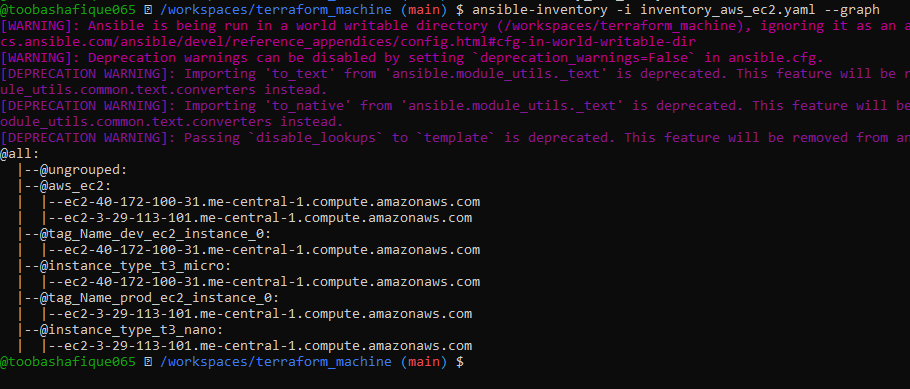 @toobashafique065 /workspaces/terraform_machine (main) $ ansible-inventory -i inventory_aws_ec2.yaml --graph
[WARNING]: Ansible is being run in a world writable directory (/workspaces/terraform_machine), ignoring it as an a
cs.ansible.com/ansible/devel/reference_appendices/config.html#cfg-in-world-writable-dir
[WARNING]: Deprecation warnings can be disabled by setting `deprecation_warnings=False` in ansible.cfg.
[DEPRECATION WARNING]: Importing 'to_text' from 'ansible.module_utils._text' is deprecated. This feature will be r
ule_utils.common.text.converters instead.
[DEPRECATION WARNING]: Importing 'to_native' from 'ansible.module_utils._text' is deprecated. This feature will be
odule_utils.common.text.converters instead.
[DEPRECATION WARNING]: Passing `disable_lookups` to `template` is deprecated. This feature will be removed from an
@all:
  |--@ungrouped:
  |--@aws_ec2:
  |  |--ec2-40-172-100-31.me-central-1.compute.amazonaws.com
  |  |--ec2-3-29-113-101.me-central-1.compute.amazonaws.com
  |--@tag_Name_dev_ec2_instance_0:
  |  |--ec2-40-172-100-31.me-central-1.compute.amazonaws.com
  |--@instance_type_t3_micro:
  |  |--ec2-40-172-100-31.me-central-1.compute.amazonaws.com
  |--@tag_Name_prod_ec2_instance_0:
  |  |--ec2-3-29-113-101.me-central-1.compute.amazonaws.com
  |--@instance_type_t3_nano:
  |  |--ec2-3-29-113-101.me-central-1.compute.amazonaws.com
@toobashafique065 /workspaces/terraform_machine (main) $